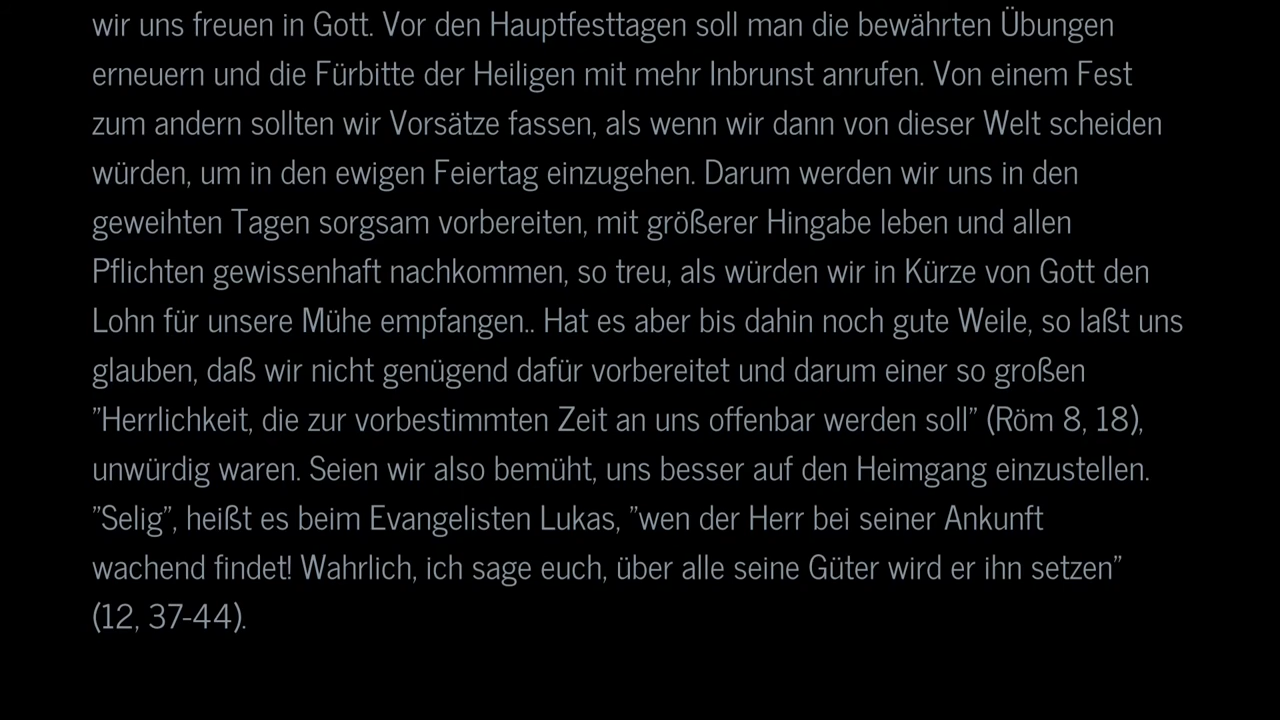 wir uns freuen in Gott. Vor den Hauptfesttagen soll man die bewährten Übungen
erneuern und die Fürbitte der Heiligen mit mehr Inbrunst anrufen. Von einem Fest
zum andern sollten wir Vorsätze fassen, als wenn wir dann von dieser Welt scheiden
würden, um in den ewigen Feiertag einzugehen. Darum werden wir uns in den
geweihten Tagen sorgsam vorbereiten, mit größerer Hingabe leben und allen
Pflichten gewissenhaft nachkommen, so treu, als würden wir in Kürze von Gott den
Lohn für unsere Mühe empfangen.. Hat es aber bis dahin noch gute Weile, so laßt uns
glauben, daß wir nicht genügend dafür vorbereitet und darum einer so großen
"Herrlichkeit, die zur vorbestimmten Zeit an uns offenbar werden soll" (Röm 8, 18),
unwürdig waren. Seien wir also bemüht, uns besser auf den Heimgang einzustellen.
"Selig", heißt es beim Evangelisten Lukas, "wen der Herr bei seiner Ankunft
wachend findet! Wahrlich, ich sage euch, über alle seine Güter wird er ihn setzen"
(12, 37-44).